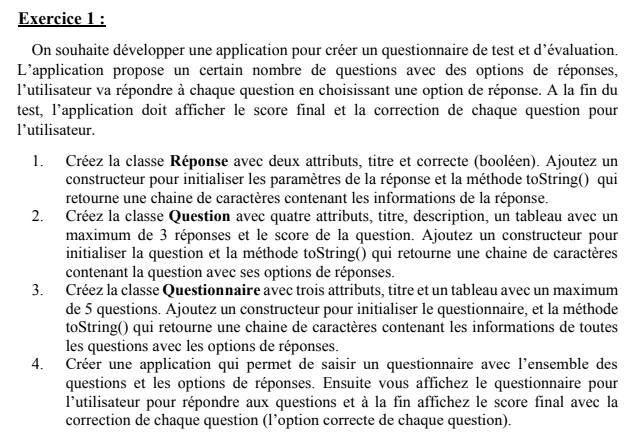 Exercice 1 :
On souhaite développer une application pour créer un questionnaire de test et d'évaluation.
L'application propose un certain nombre de questions avec des options de réponses,
l'utilisateur va répondre à chaque question en choisissant une option de réponse. A la fin du
test, l'application doit afficher le score final et la correction de chaque question pour
l'utilisateur.
1. Créez la classe Réponse avec deux attributs, titre et correcte (booléen). Ajoutez un
constructeur pour initialiser les paramètres de la réponse et la méthode toString() qui
retourne une chaine de caractères contenant les informations de la réponse.
2. Créez la classe Question avec quatre attributs, titre, description, un tableau avec un
maximum de 3 réponses et le score de la question. Ajoutez un constructeur pour
initialiser la question et la méthode toString() qui retourne une chaine de caractères
contenant la question avec ses options de réponses.
3. Créez la classe Questionnaire avec trois attributs, titre et un tableau avec un maximum
de 5 questions. Ajoutez un constructeur pour initialiser le questionnaire, et la méthode
toString() qui retourne une chaine de caractères contenant les informations de toutes
les questions avec les options de réponses.
4. Créer une application qui permet de saisir un questionnaire avec l'ensemble des
questions et les options de réponses. Ensuite vous affichez le questionnaire pour
l'utilisateur pour répondre aux questions et à la fin affichez le score final avec la
correction de chaque question (l'option correcte de chaque question).